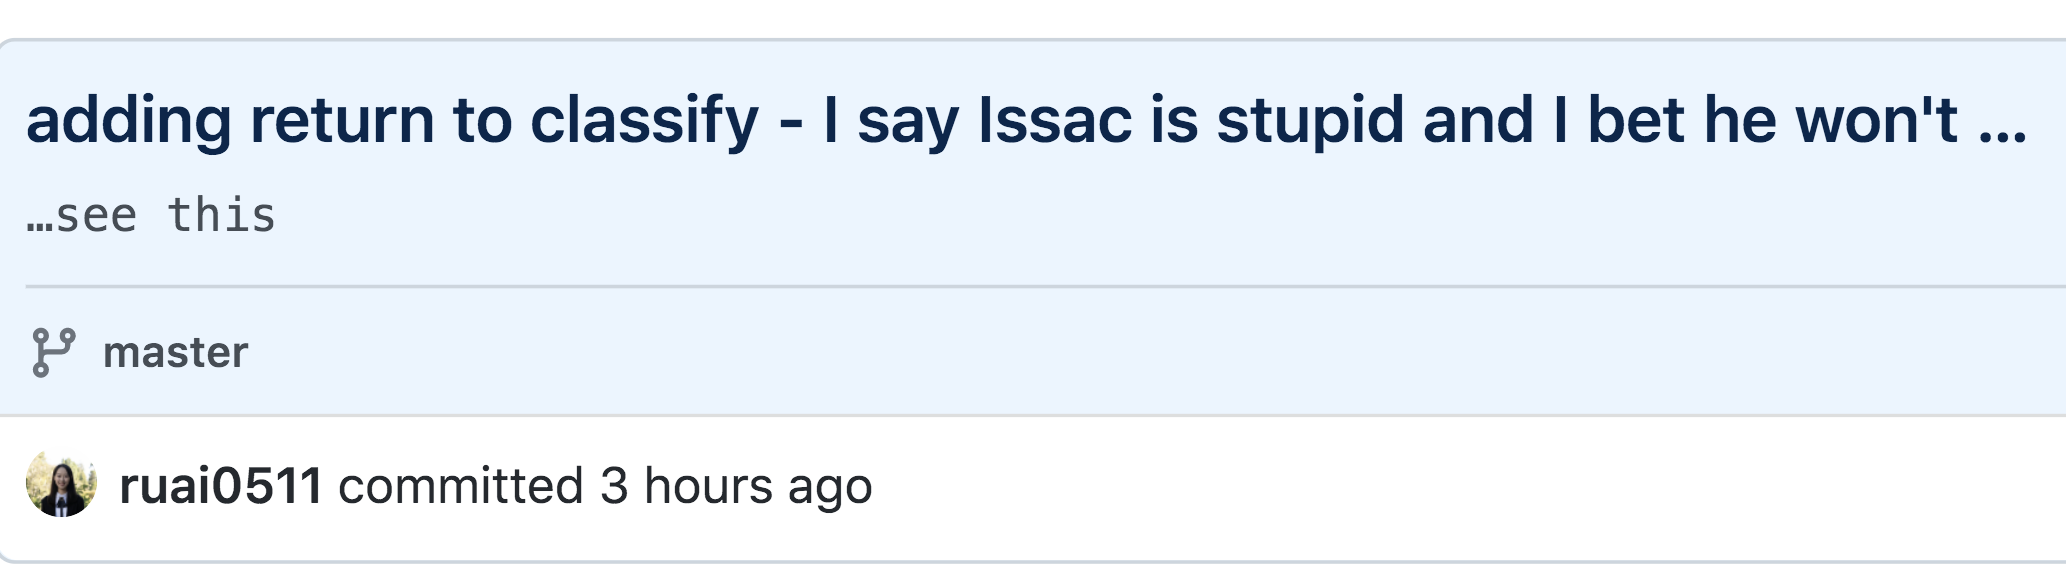 adding return to classify - I say Issac is stupid and I bet he won't ...
…see this
master
ruai0511 committed 3 hours ago